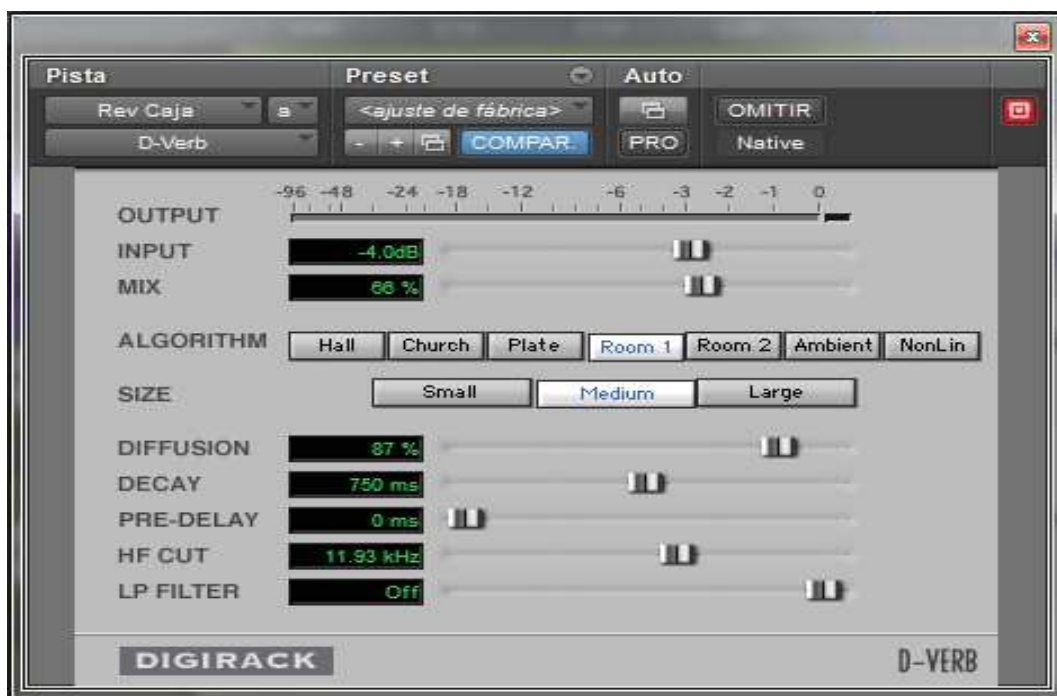 Pista Preset Auto
Rev Caja a <ajuste de fábrica> OMITIR
D-Verb - + COMPAR. PRO Native
-96 -48 -24 -18 -12 -6 -3 -2 -1 0
OUTPUT
INPUT -4.0dB
MIX 66 %
ALGORITHM Hall Church Plate Room 1 Room 2 Ambient NonLin
SIZE Small Medium Large
DIFFUSION 87 %
DECAY 750 ms
PRE-DELAY 0 ms
HF CUT 11.93 kHz
LP FILTER Off
DIGIRACK D-VERB